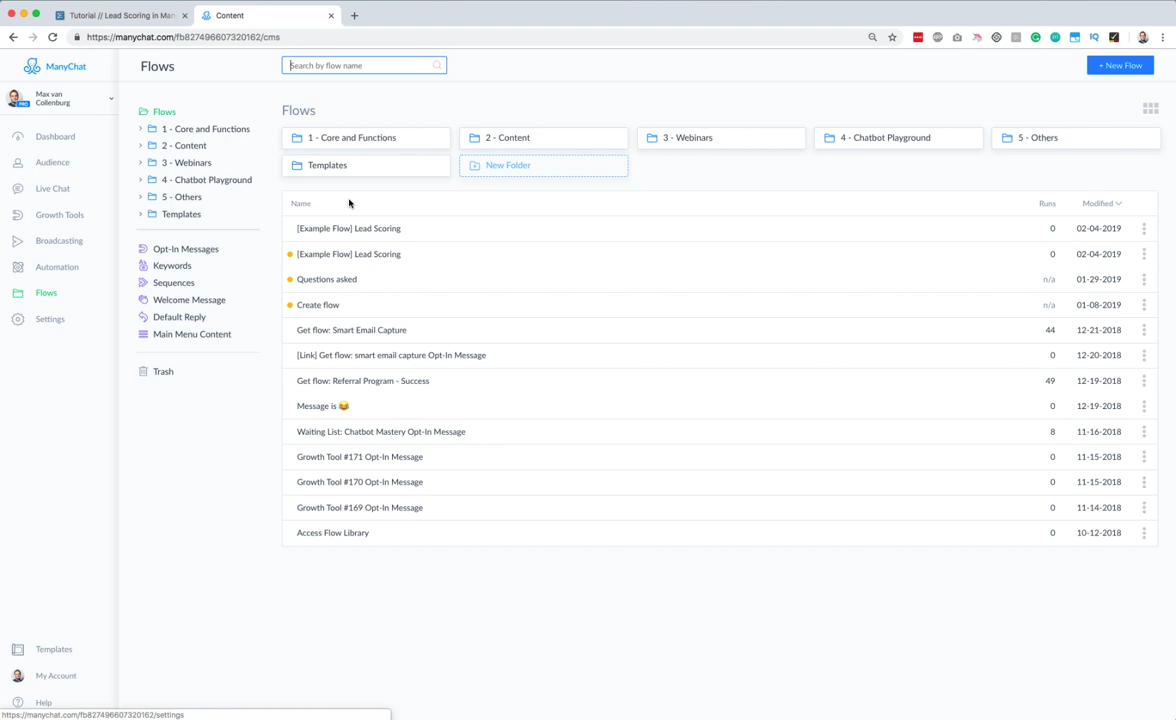 Tutorial // Lead Scoring in Man
Content
https://manychat.com/fb827496607320162/cms
ManyChat
Flows
Search by flow name
+ New Flow
Max van
Collenburg
PRO
Dashboard
Audience
Live Chat
Growth Tools
Broadcasting
Automation
Flows
Settings
Templates
My Account
Help
Flows
1 - Core and Functions
2 - Content
3 - Webinars
4 - Chatbot Playground
5 - Others
Templates
Opt-In Messages
Keywords
Sequences
Welcome Message
Default Reply
Main Menu Content
Trash
Flows
1 - Core and Functions
2 - Content
3 - Webinars
4 - Chatbot Playground
5 - Others
Templates
New Folder
Name Runs Modified
[Example Flow] Lead Scoring 0 02-04-2019
[Example Flow] Lead Scoring 0 02-04-2019
Questions asked n/a 01-29-2019
Create flow n/a 01-08-2019
Get flow: Smart Email Capture 44 12-21-2018
[Link] Get flow: smart email capture Opt-In Message 0 12-20-2018
Get flow: Referral Program - Success 49 12-19-2018
Message is 😂 0 12-19-2018
Waiting List: Chatbot Mastery Opt-In Message 8 11-16-2018
Growth Tool #171 Opt-In Message 0 11-15-2018
Growth Tool #170 Opt-In Message 0 11-15-2018
Growth Tool #169 Opt-In Message 0 11-14-2018
Access Flow Library 0 10-12-2018
https://manychat.com/fb827496607320162/settings